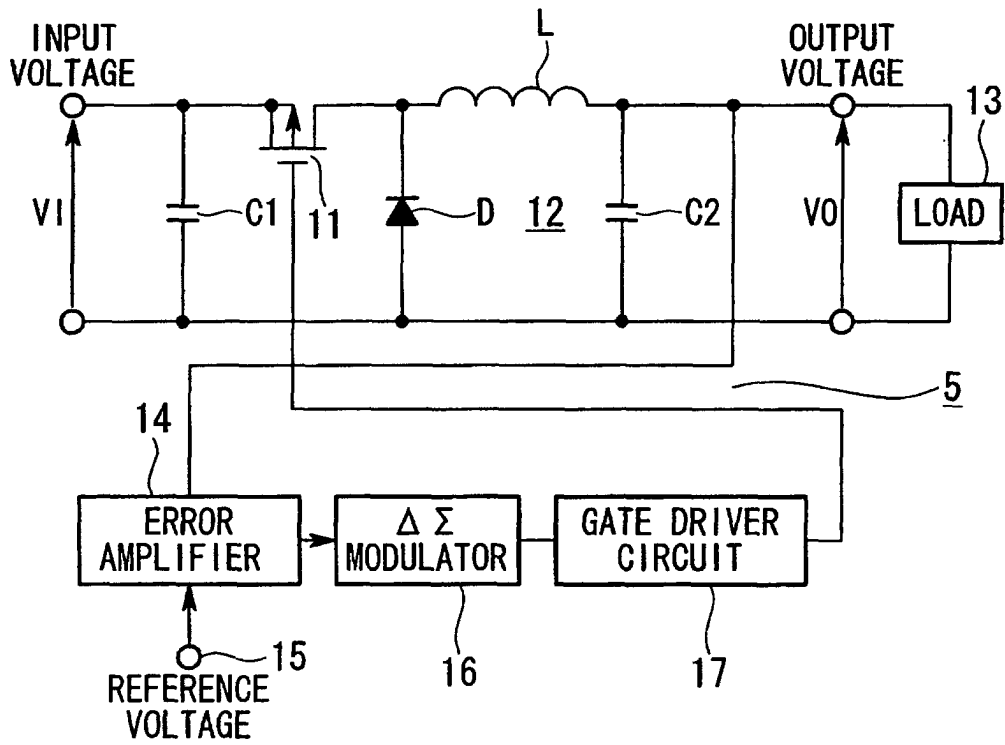 INPUT
VOLTAGE
L
OUTPUT
VOLTAGE
13
VI
C1
11
D
12
C2
VO
LOAD
5
14
ERROR
AMPLIFIER
Δ Σ
MODULATOR
GATE DRIVER
CIRCUIT
15
16
17
REFERENCE
VOLTAGE